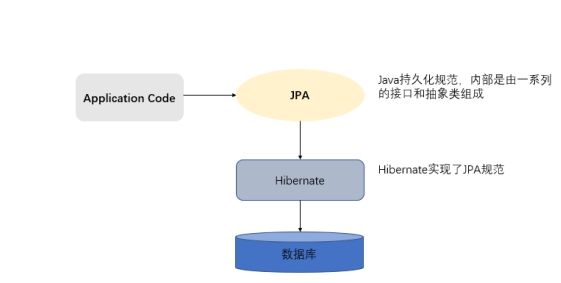 Application Code
JPA
Java持久化规范、内部是由一系列
的接口和抽象类组成
Hibernate
Hibernate实现了JPA规范
数据库